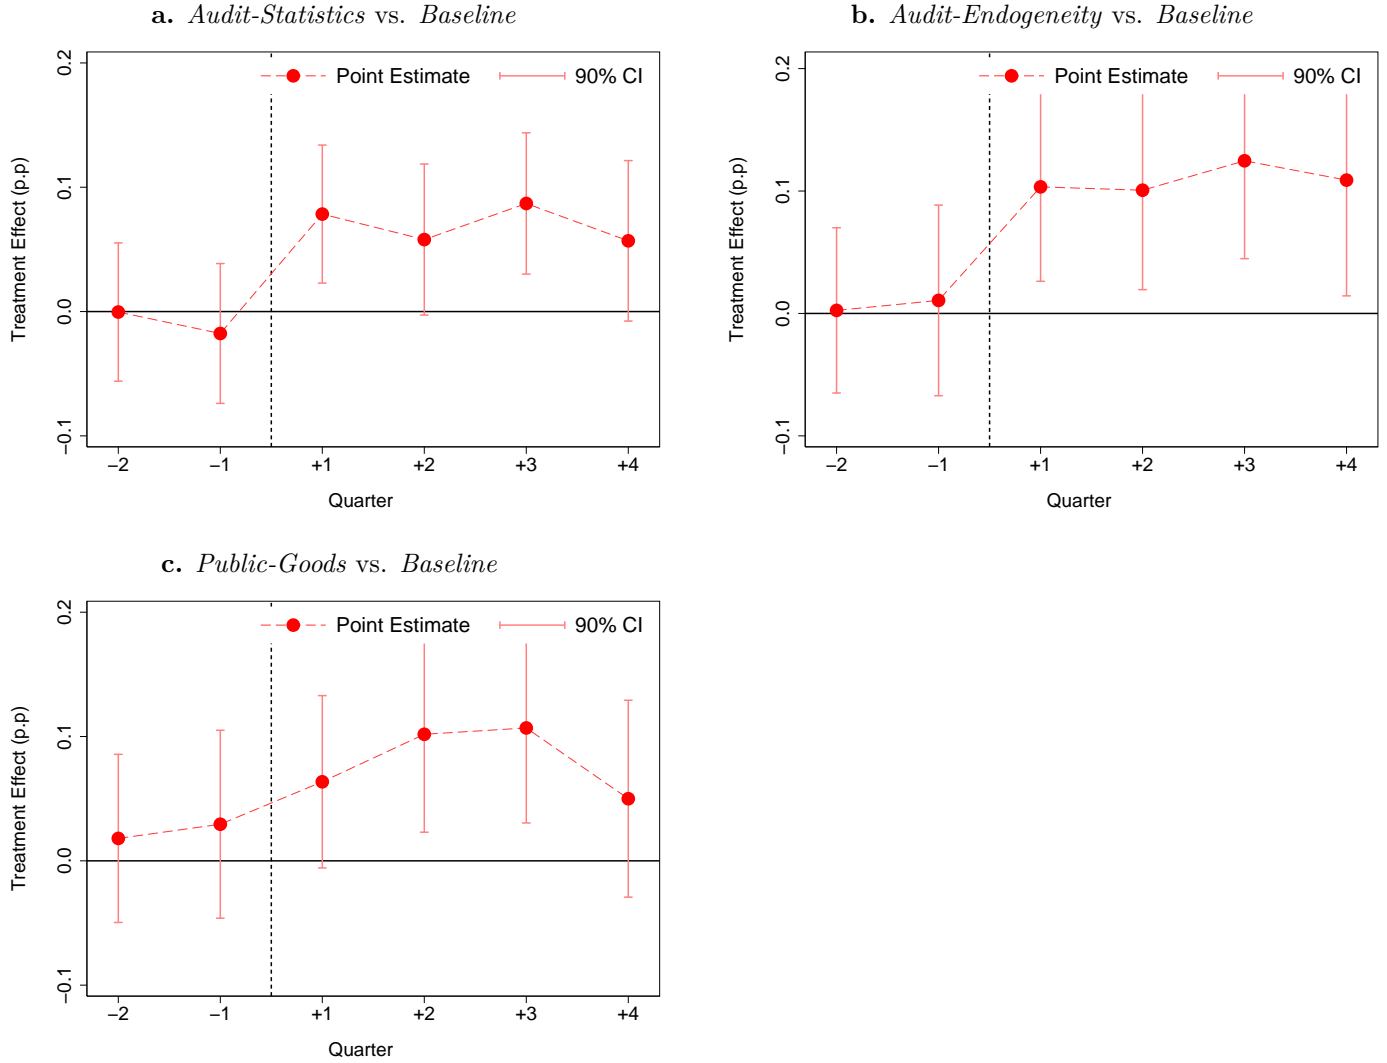 a. Audit-Statistics vs. Baseline
Point Estimate 90% CI
Treatment Effect (p.p)
0.2
0.1
0.0
−0.1
−2 −1 +1 +2 +3 +4
Quarter
b. Audit-Endogeneity vs. Baseline
Point Estimate 90% CI
Treatment Effect (p.p)
0.2
0.1
0.0
−0.1
−2 −1 +1 +2 +3 +4
Quarter
c. Public-Goods vs. Baseline
Point Estimate 90% CI
Treatment Effect (p.p)
0.2
0.1
0.0
−0.1
−2 −1 +1 +2 +3 +4
Quarter